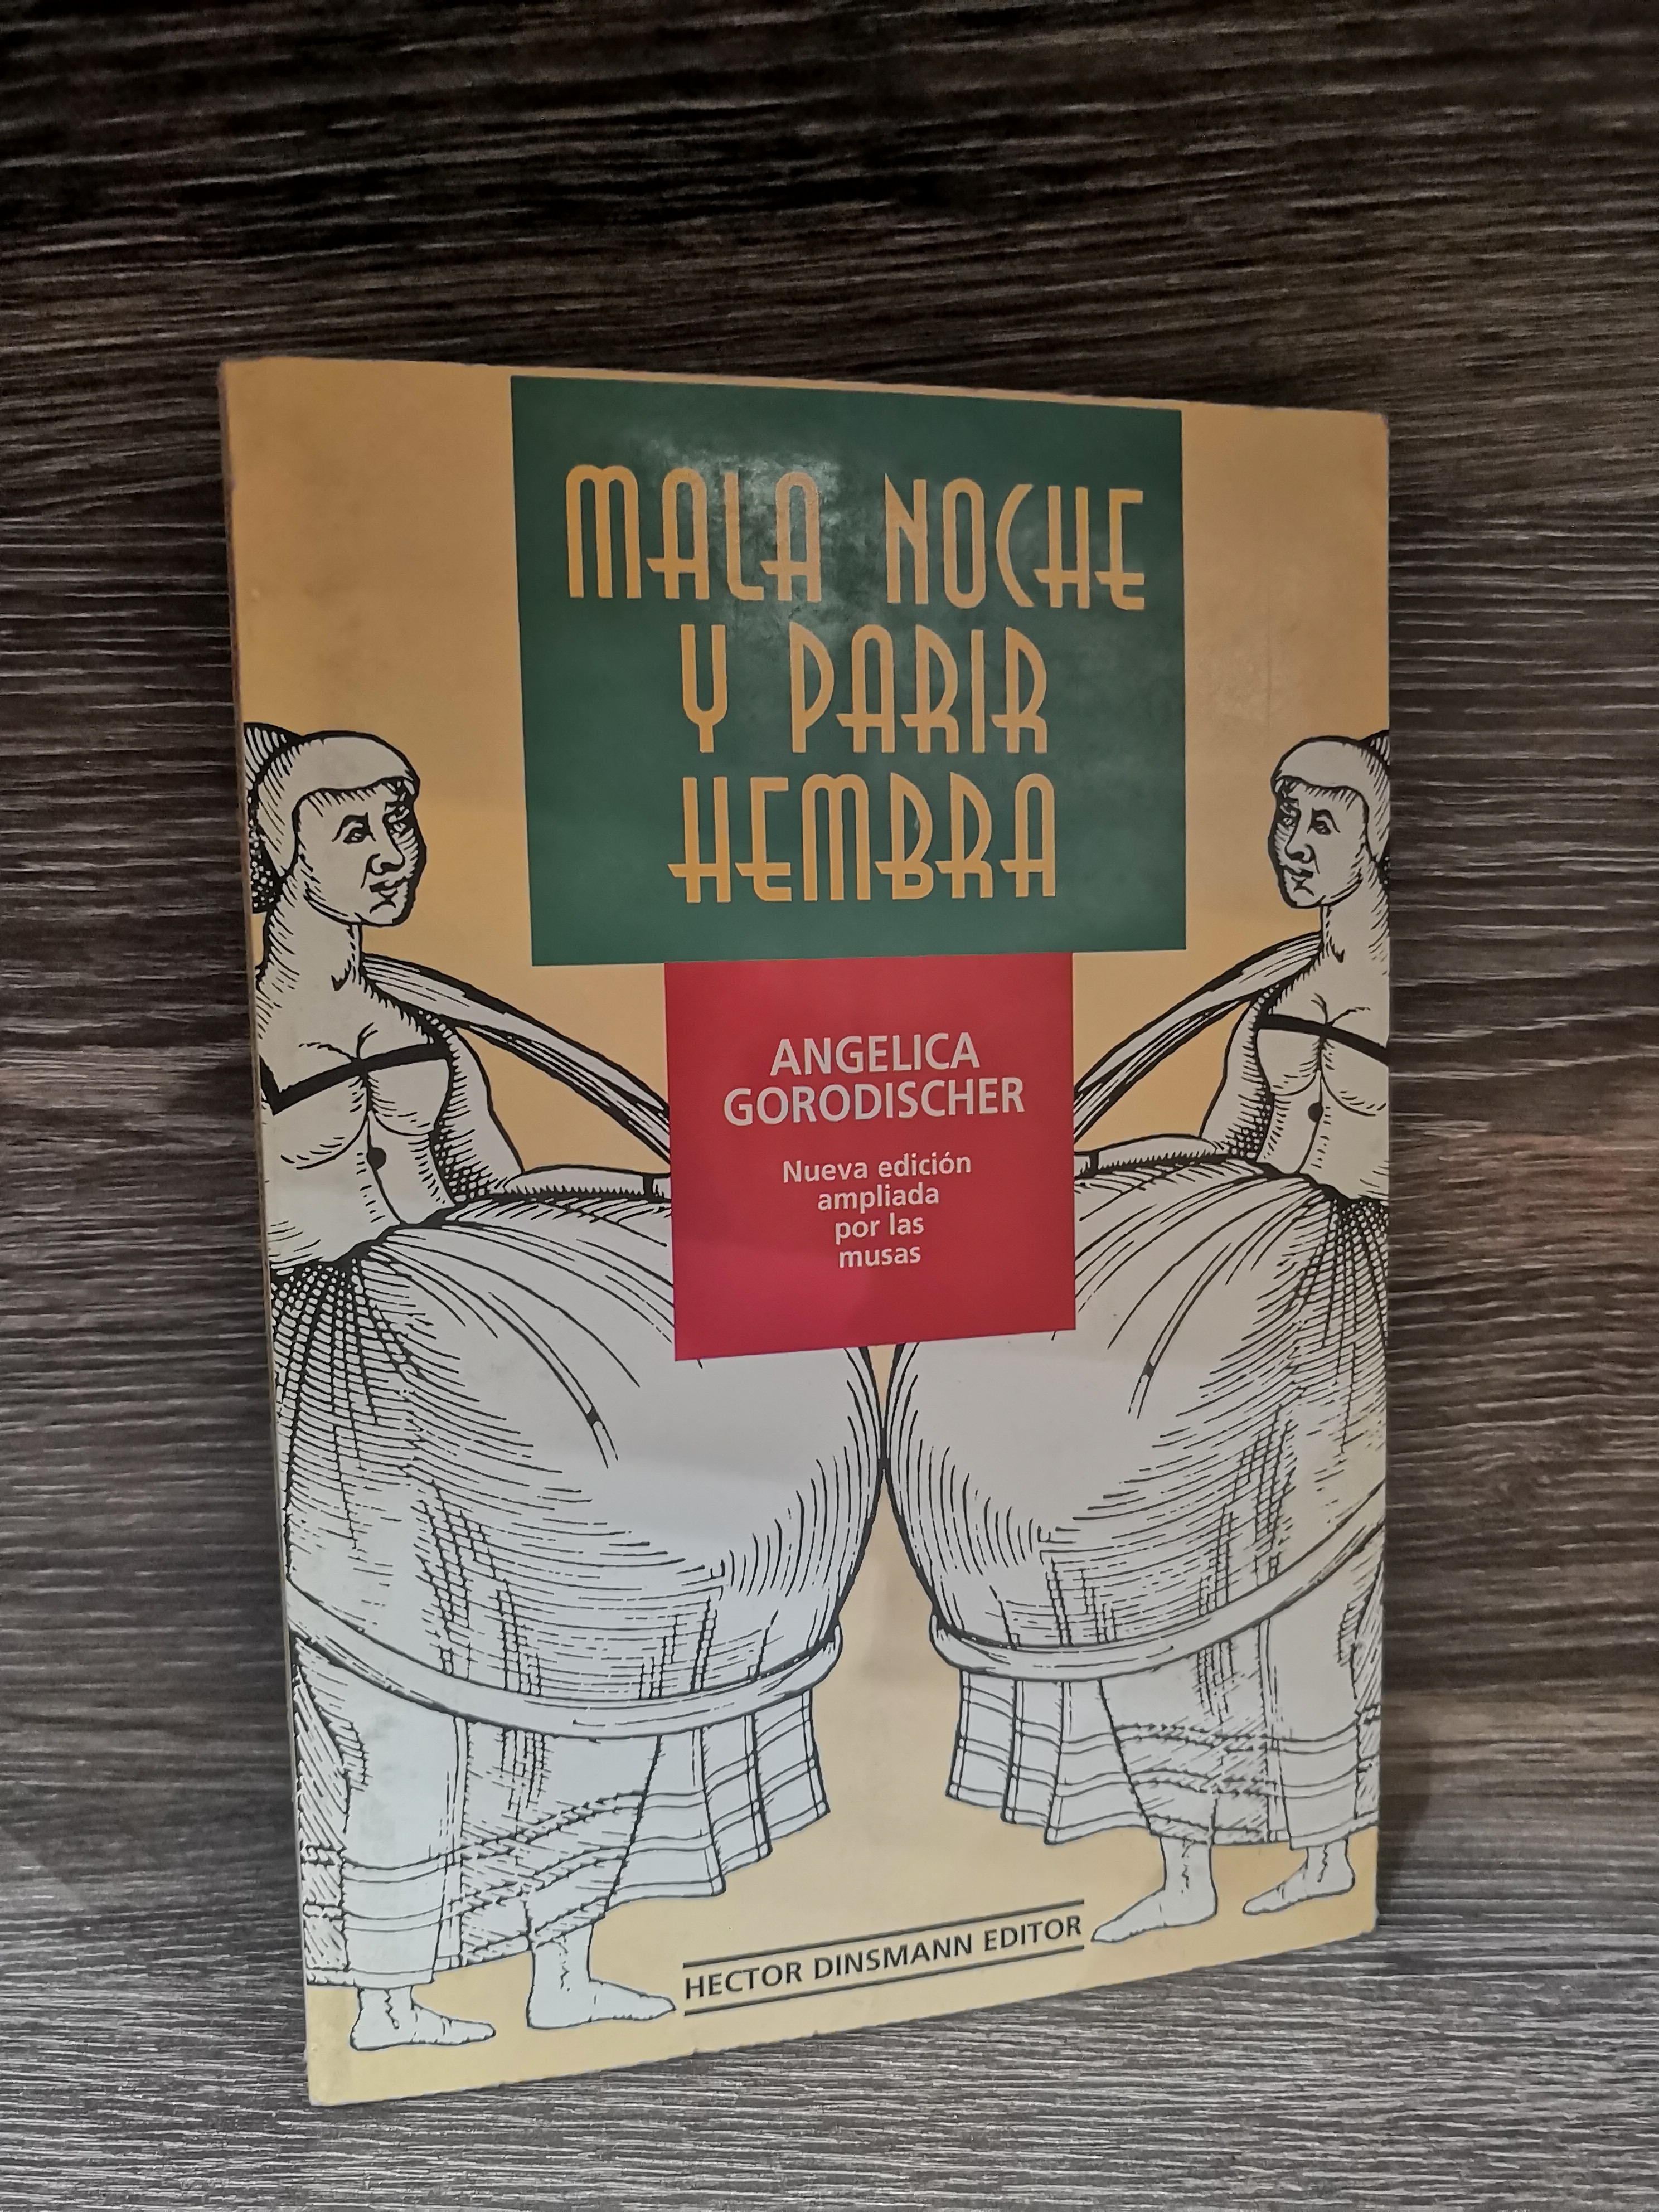 MALA NOCHE
Y PARIR
HEMBRA
ANGELICA
GORODISCHER
Nueva edición
ampliada
por las
musas
HECTOR DINSMANN EDITOR